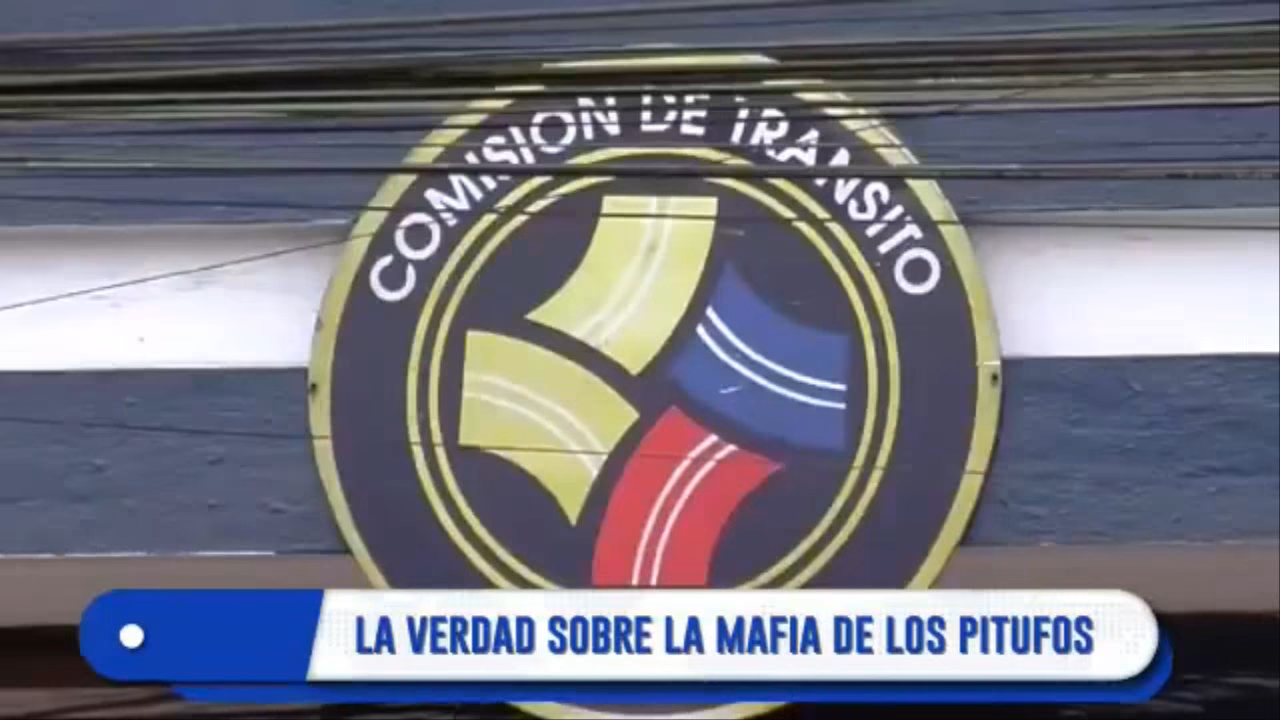 COMISION DE TRANSITO
LA VERDAD SOBRE LA MAFIA DE LOS PITUFOS